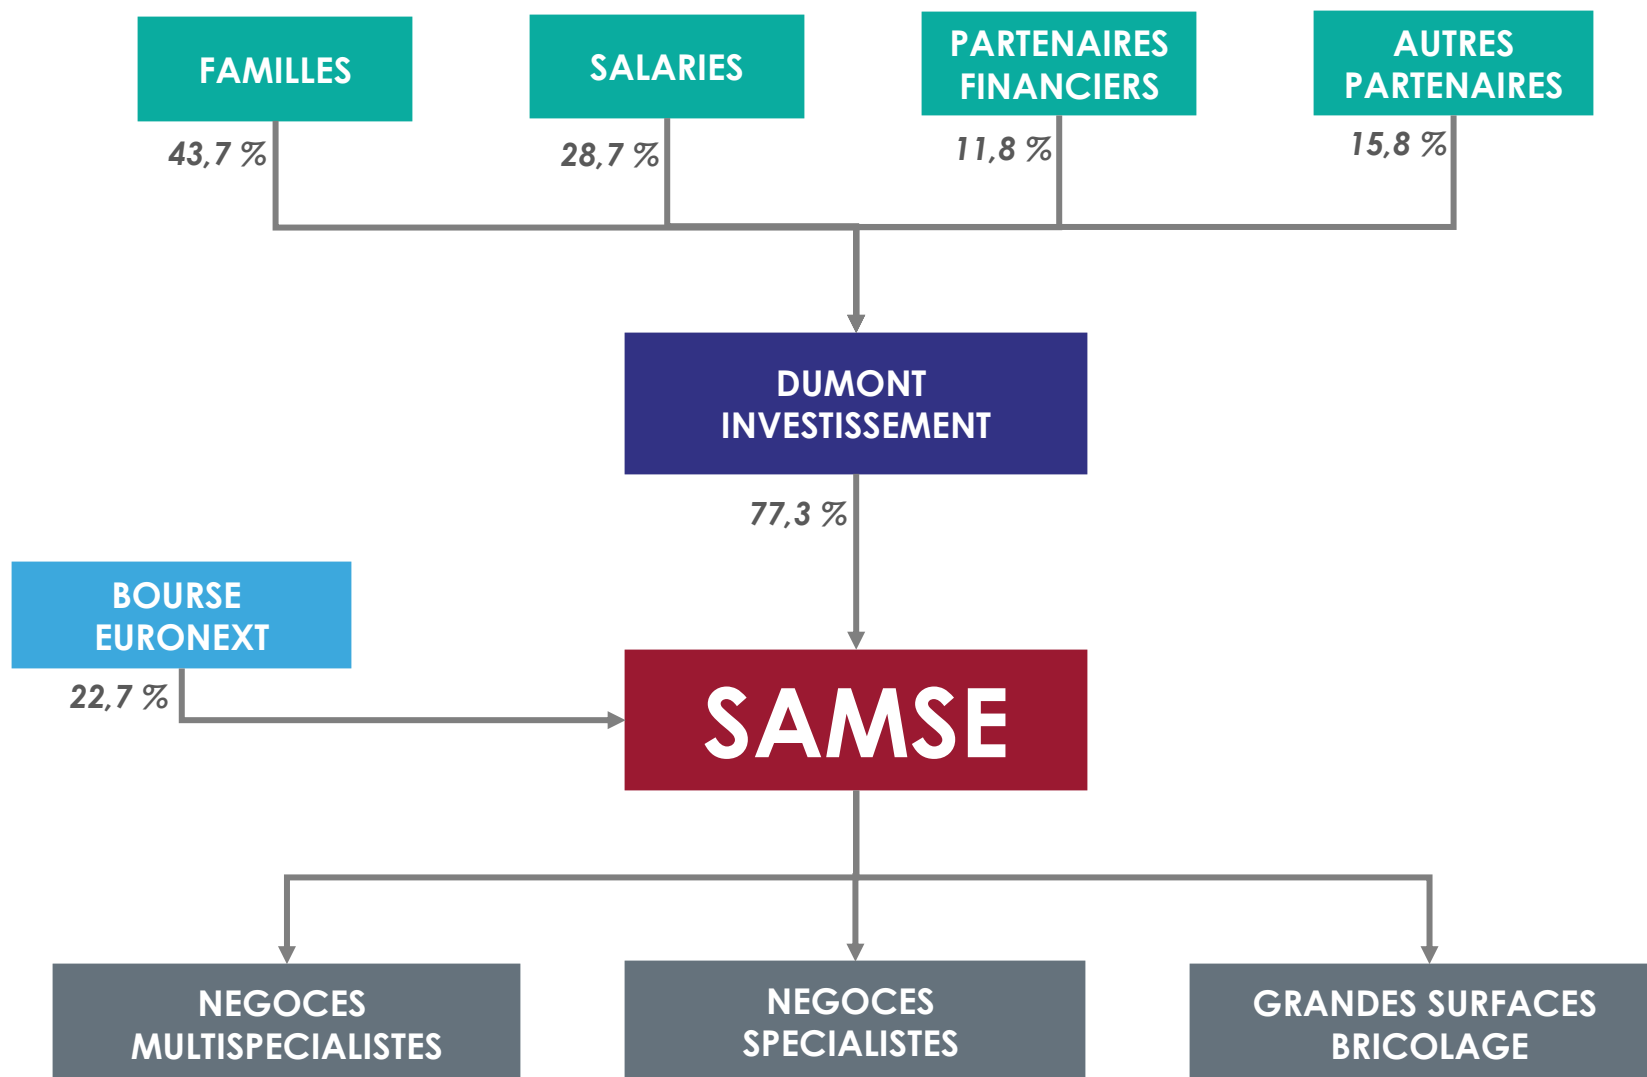 FAMILLES
43,7 %
SALARIES
28,7 %
PARTENAIRES
FINANCIERS
11,8 %
AUTRES
PARTENAIRES
15,8 %
DUMONT
INVESTISSEMENT
77,3 %
BOURSE
EURONEXT
22,7 %
SAMSE
NEGOCES
MULTISPECIALISTES
NEGOCES
SPECIALISTES
GRANDES SURFACES
BRICOLAGE